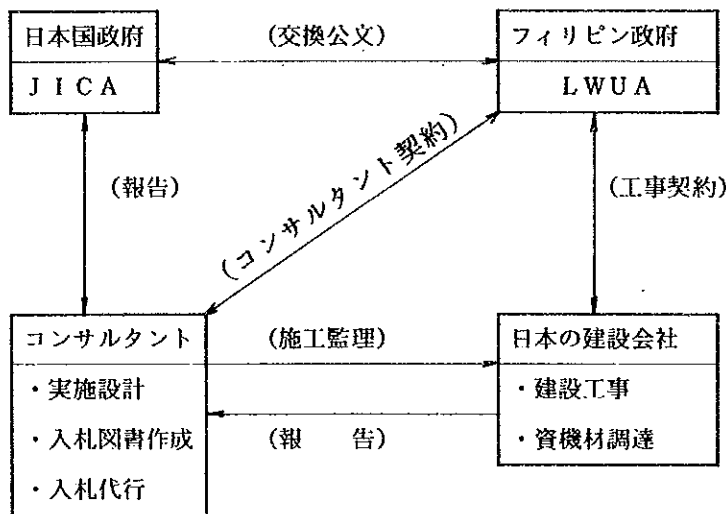 日本国政府
(交換公文)
フィリピン政府
JICA
LWUA
(報告)
(コンサルタント契約)
(工事契約)
コンサルタント
(施工監理)
日本の建設会社
・実施設計
・建設工事
・入札図書作成
(報　告)
・資機材調達
・入札代行